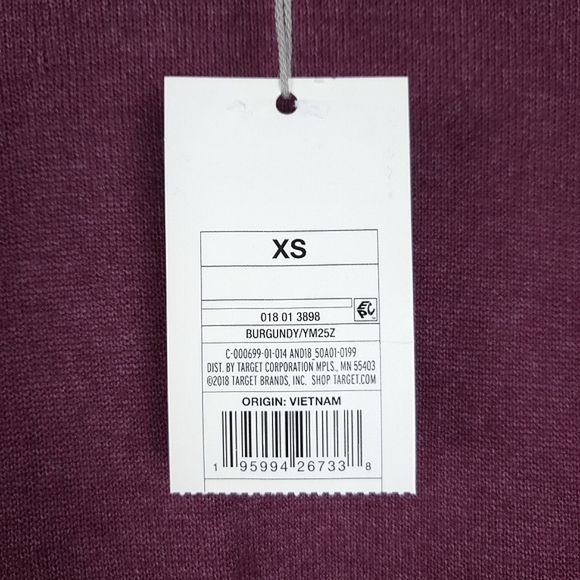 XS
EPC
018 01 3898
BURGUNDY/YM25Z
C-000699-01-014 AND18_50A01-0199
DIST. BY TARGET CORPORATION MPLS., MN 55403
©2018 TARGET BRANDS, INC. SHOP TARGET.COM
ORIGIN: VIETNAM
1 95994 26733 8